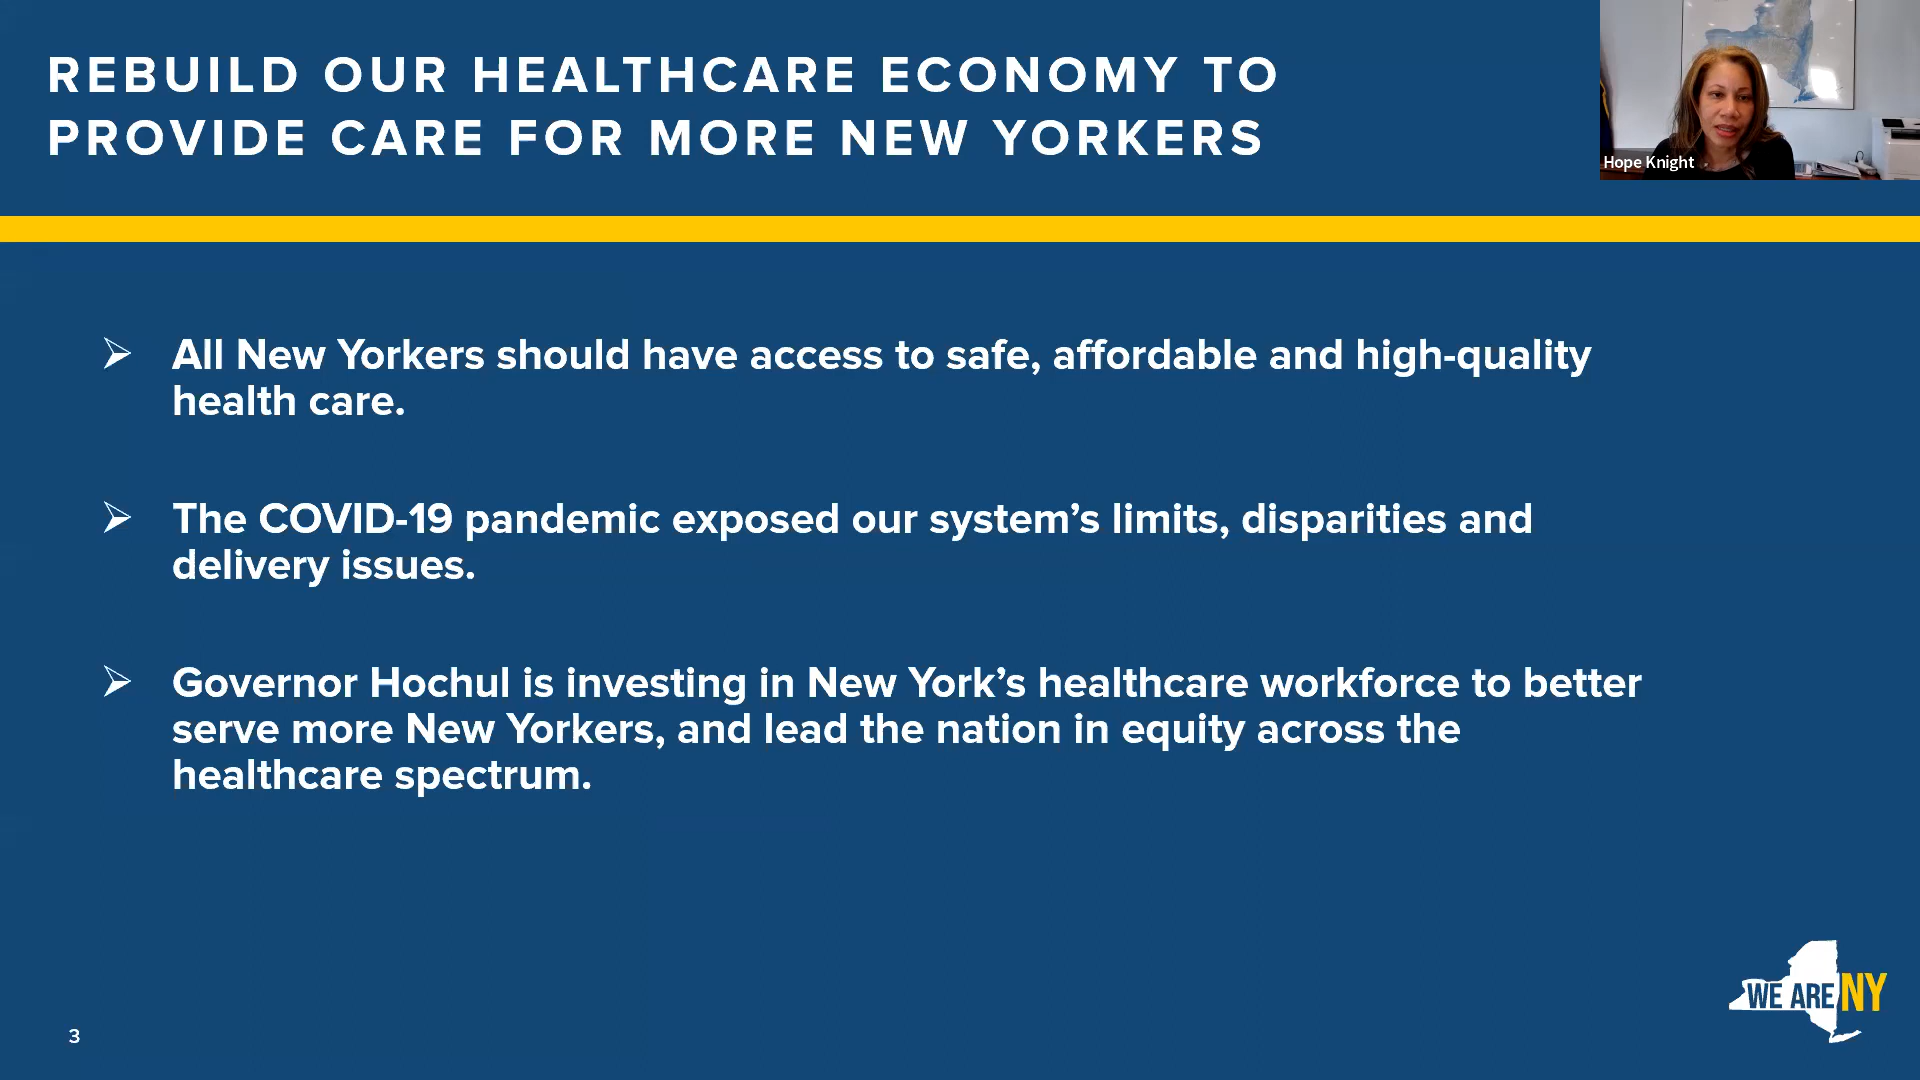 REBUILD OUR HEALTHCARE ECONOMY TO
PROVIDE CARE FOR MORE NEW YORKERS
Hope Knight
All New Yorkers should have access to safe, affordable and high-quality
health care.
The COVID-19 pandemic exposed our system’s limits, disparities and
delivery issues.
Governor Hochul is investing in New York’s healthcare workforce to better
serve more New Yorkers, and lead the nation in equity across the
healthcare spectrum.
WE ARE NY
3